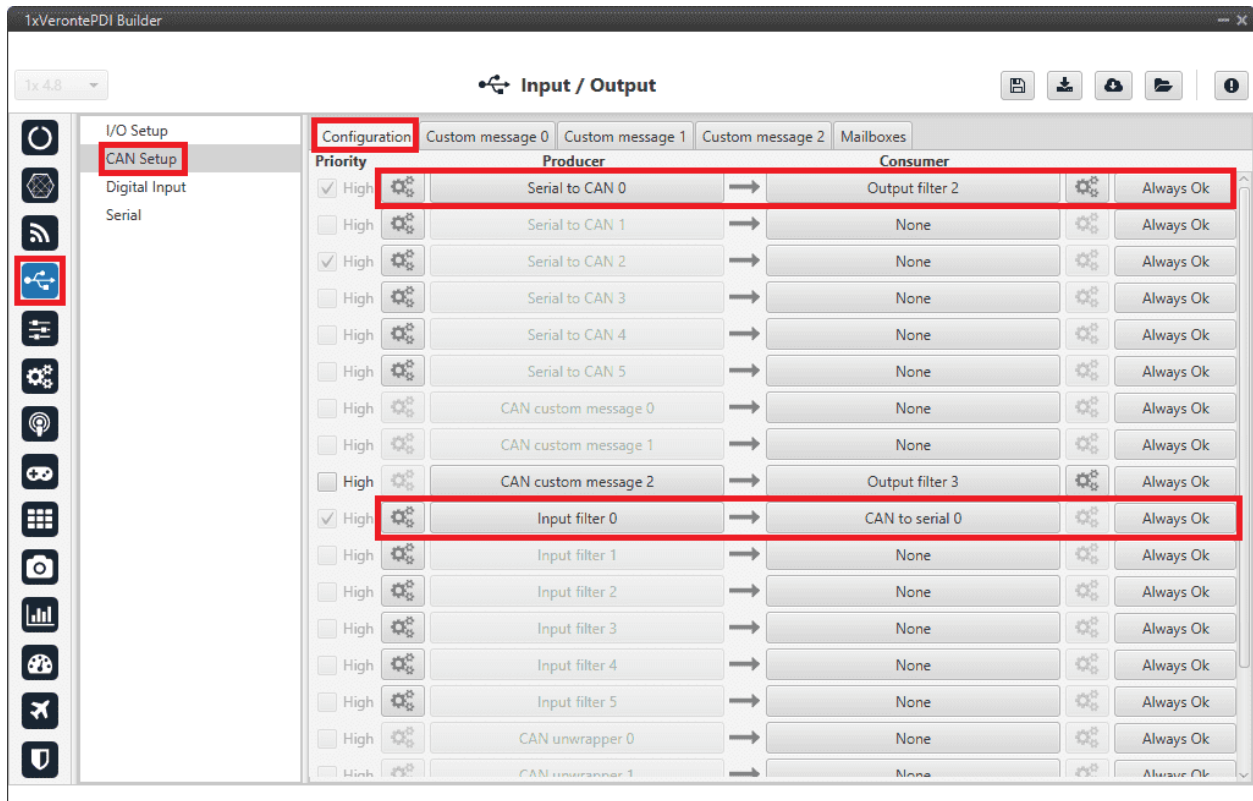 1xVerontePDI Builder
1x 4.8
Input / Output
I/O Setup
CAN Setup
Digital Input
Serial
Configuration Custom message 0 Custom message 1 Custom message 2 Mailboxes
Priority Producer Consumer
High Serial to CAN 0 Output filter 2 Always Ok
High Serial to CAN 1 None Always Ok
High Serial to CAN 2 None Always Ok
High Serial to CAN 3 None Always Ok
High Serial to CAN 4 None Always Ok
High Serial to CAN 5 None Always Ok
High CAN custom message 0 None Always Ok
High CAN custom message 1 None Always Ok
High CAN custom message 2 Output filter 3 Always Ok
High Input filter 0 CAN to serial 0 Always Ok
High Input filter 1 None Always Ok
High Input filter 2 None Always Ok
High Input filter 3 None Always Ok
High Input filter 4 None Always Ok
High Input filter 5 None Always Ok
High CAN unwrapper 0 None Always Ok
High CAN unwrapper 1 None Always Ok